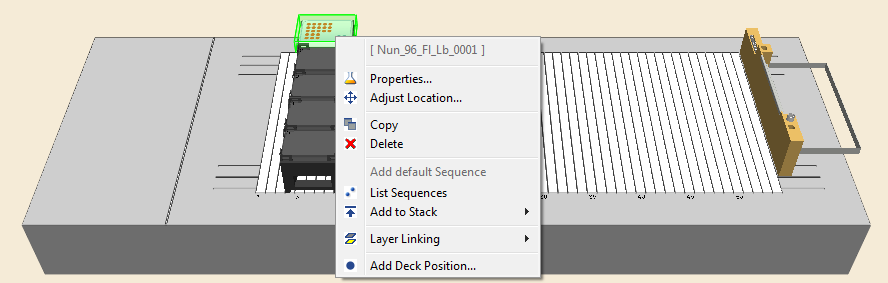 [ Nun_96_Fl_Lb_0001 ]
Properties...
Adjust Location...
Copy
Delete
Add default Sequence
List Sequences
Add to Stack
Layer Linking
Add Deck Position...